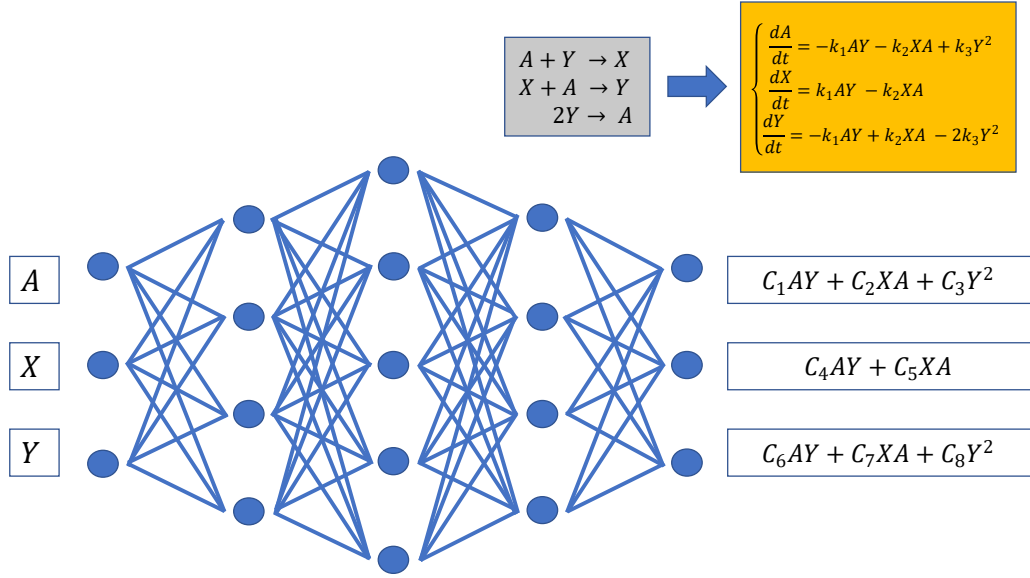 A + Y → X
X + A → Y
2Y → A
dA/dt = −k₁AY − k₂XA + k₃Y²
dX/dt = k₁AY − k₂XA
dY/dt = −k₁AY + k₂XA − 2k₃Y²
A
C₁AY + C₂XA + C₃Y²
X
C₄AY + C₅XA
Y
C₆AY + C₇XA + C₈Y²